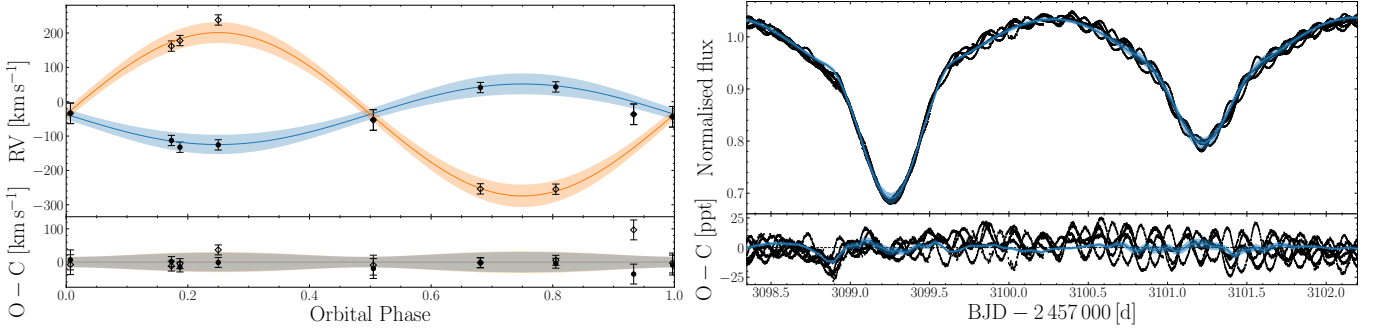 RV [km s⁻¹]
200
100
0
−100
−200
−300
O − C [km s⁻¹]
100
0
0.0 0.2 0.4 0.6 0.8 1.0
Orbital Phase
Normalised flux
1.0
0.9
0.8
0.7
O − C [ppt]
25
0
−25
3098.5 3099.0 3099.5 3100.0 3100.5 3101.0 3101.5 3102.0
BJD − 2 457 000 [d]